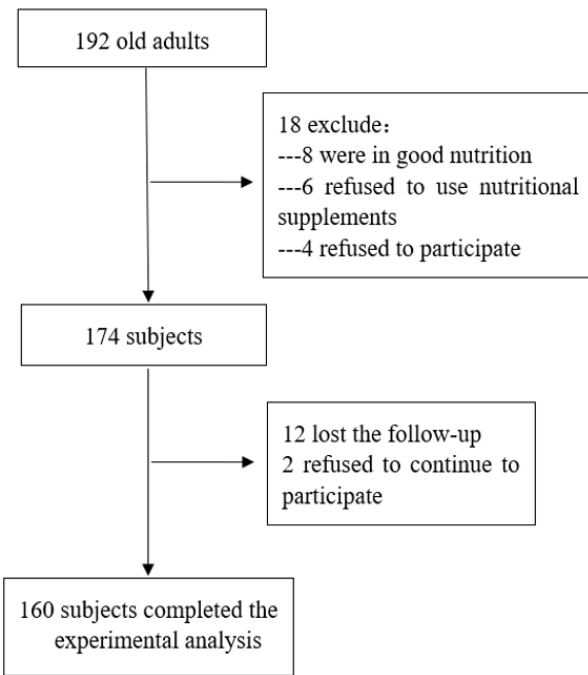 192 old adults
18 exclude：
---8 were in good nutrition
---6 refused to use nutritional
supplements
---4 refused to participate
174 subjects
12 lost the follow-up
2 refused to continue to
participate
160 subjects completed the
experimental analysis